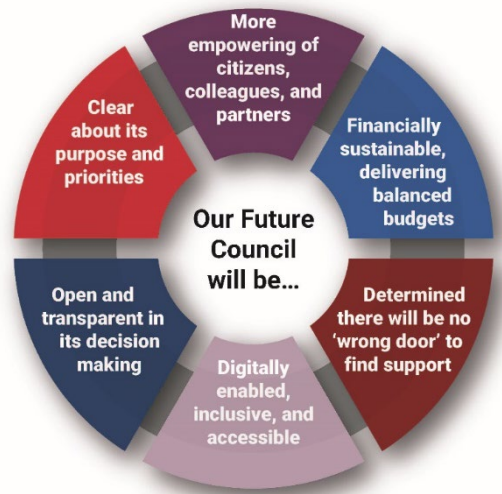 More
empowering of
citizens,
colleagues, and
partners
Financially
sustainable,
delivering
balanced
budgets
Determined
there will be no
‘wrong door’ to
find support
Digitally
enabled,
inclusive, and
accessible
Open and
transparent in
its decision
making
Clear
about its
purpose and
priorities
Our Future
Council
will be...